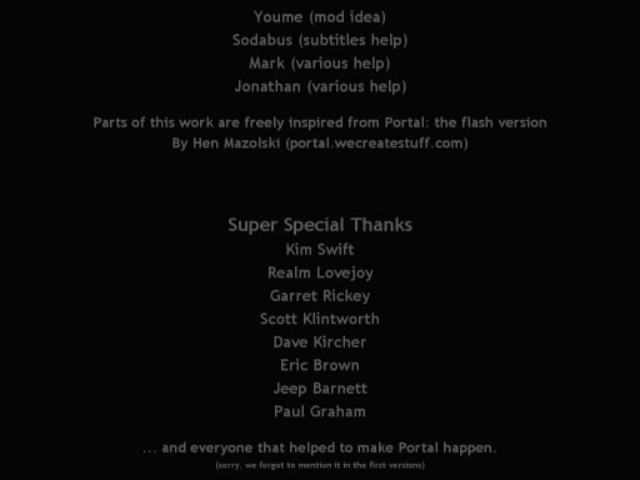 Youme (mod idea)
Sodabus (subtitles help)
Mark (various help)
Jonathan (various help)
Parts of this work are freely inspired from Portal: the flash version
By Hen Mazolski (portal.wecreatestuff.com)
Super Special Thanks
Kim Swift
Realm Lovejoy
Garret Rickey
Scott Klintworth
Dave Kircher
Eric Brown
Jeep Barnett
Paul Graham
... and everyone that helped to make Portal happen.
(sorry, we forgot to mention it in the first versions)